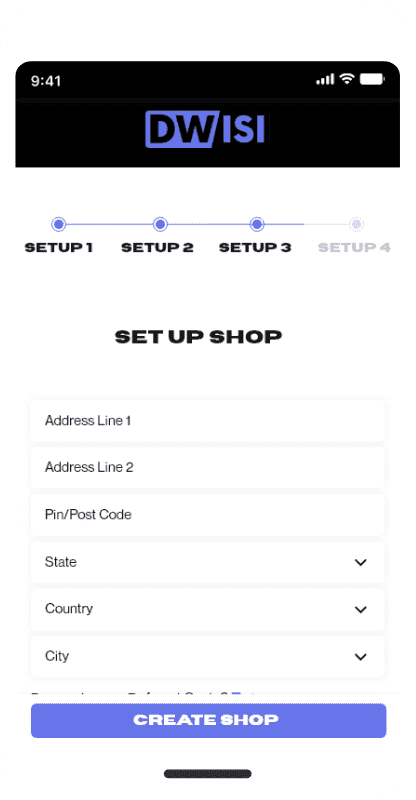 9:41
DWISI
SETUP 1 SETUP 2 SETUP 3 SETUP 4
SET UP SHOP
Address Line 1
Address Line 2
Pin/Post Code
State
Country
City
CREATE SHOP